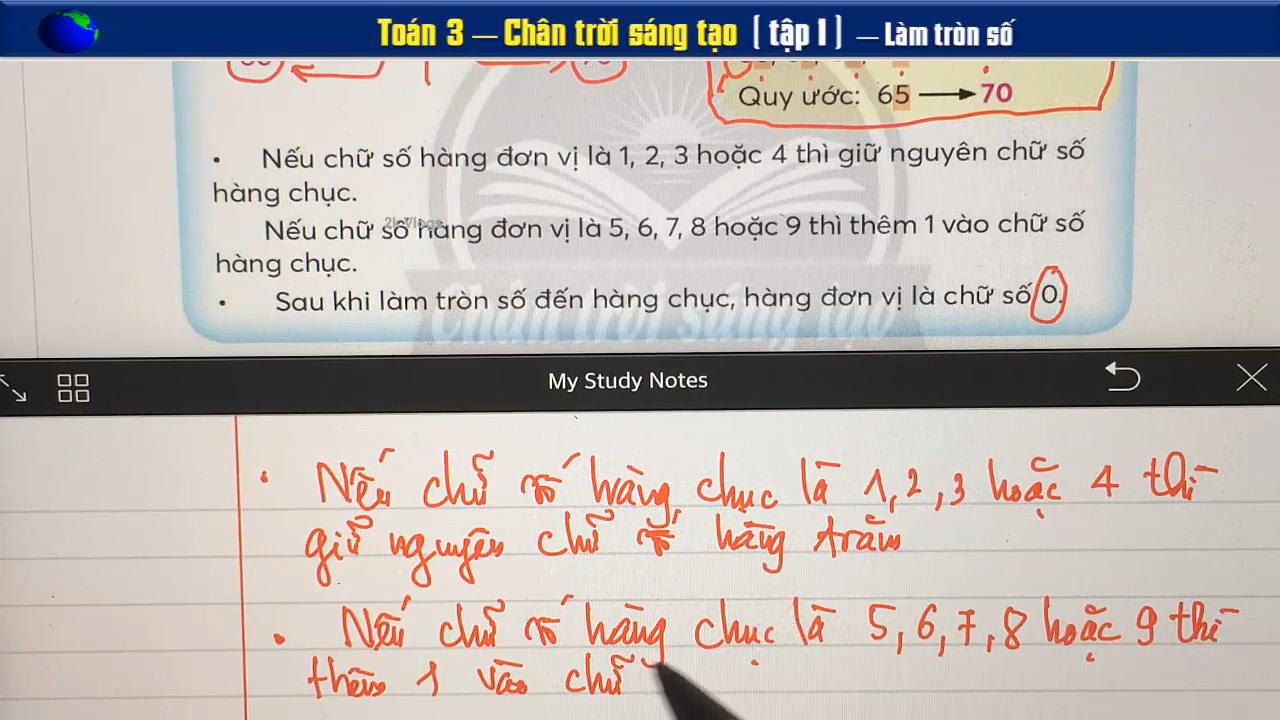 Toán 3 — Chân trời sáng tạo ( tập 1 ) — Làm tròn số
Quy ước: 65 → 70
• Nếu chữ số hàng đơn vị là 1, 2, 3 hoặc 4 thì giữ nguyên chữ số
hàng chục.
Nếu chữ số hàng đơn vị là 5, 6, 7, 8 hoặc 9 thì thêm 1 vào chữ số
hàng chục.
• Sau khi làm tròn số đến hàng chục, hàng đơn vị là chữ số 0.
Chân trời sáng tạo
My Study Notes
• Nếu chữ số hàng chục là 1, 2, 3 hoặc 4 thì
giữ nguyên chữ số hàng trăm
• Nếu chữ số hàng chục là 5, 6, 7, 8 hoặc 9 thì
thêm 1 vào chữ